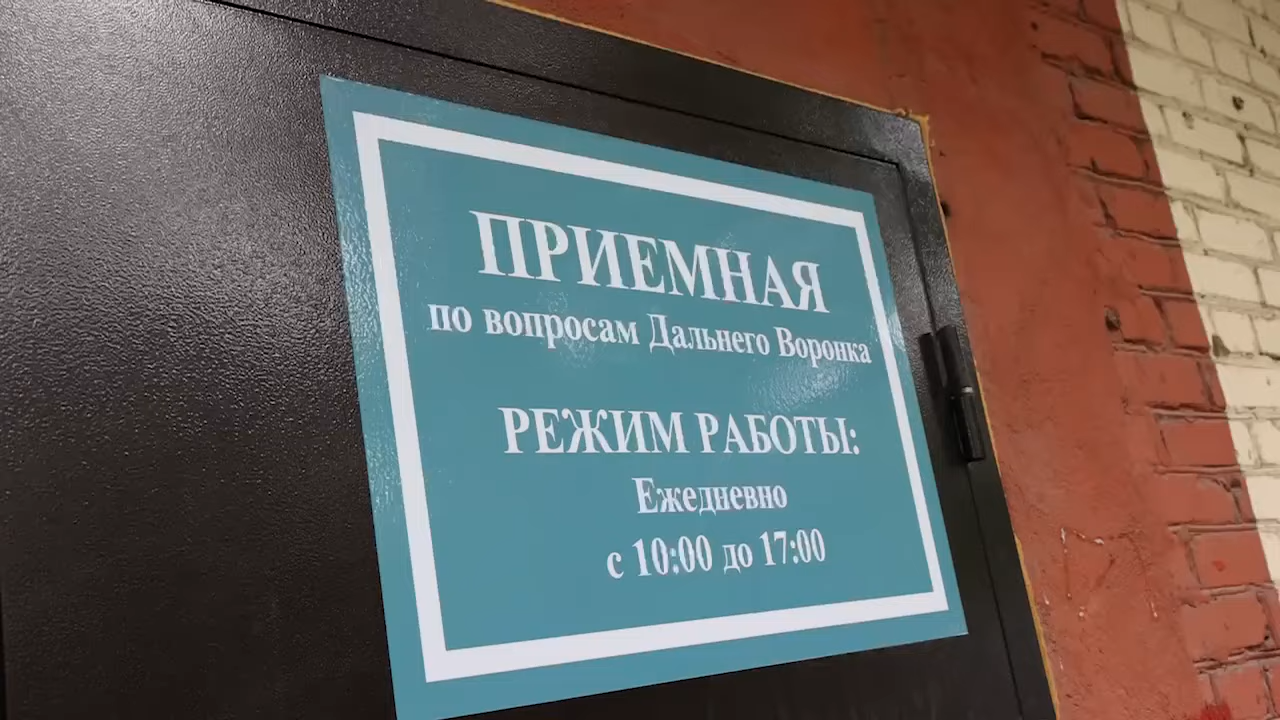 ПРИЕМНАЯ
по вопросам Дальнего Воронка
РЕЖИМ РАБОТЫ:
Ежедневно
с 10:00 до 17:00